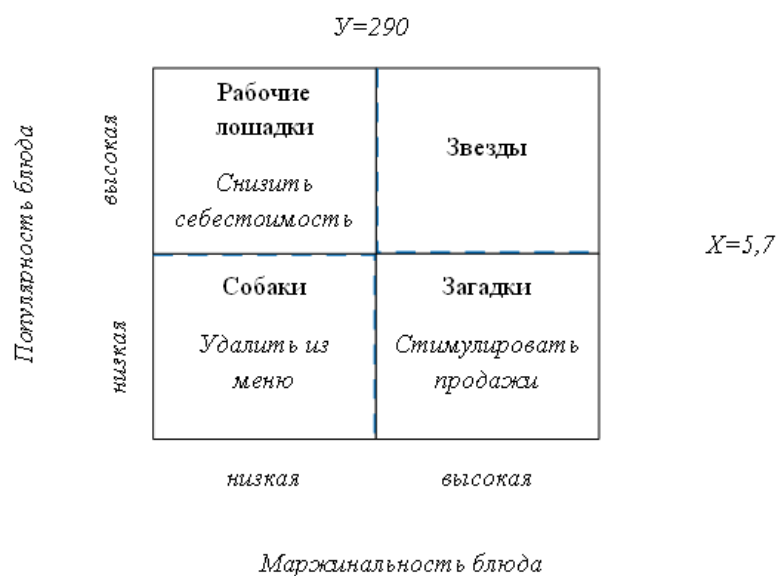 У=290
Рабочие
лошадки
Снизить
себестоимость
Звезды
Собаки
Удалить из
меню
Загадки
Стимулировать
продажи
Популярность блюда
высокая
низкая
X=5,7
низкая
высокая
Маржинальность блюда